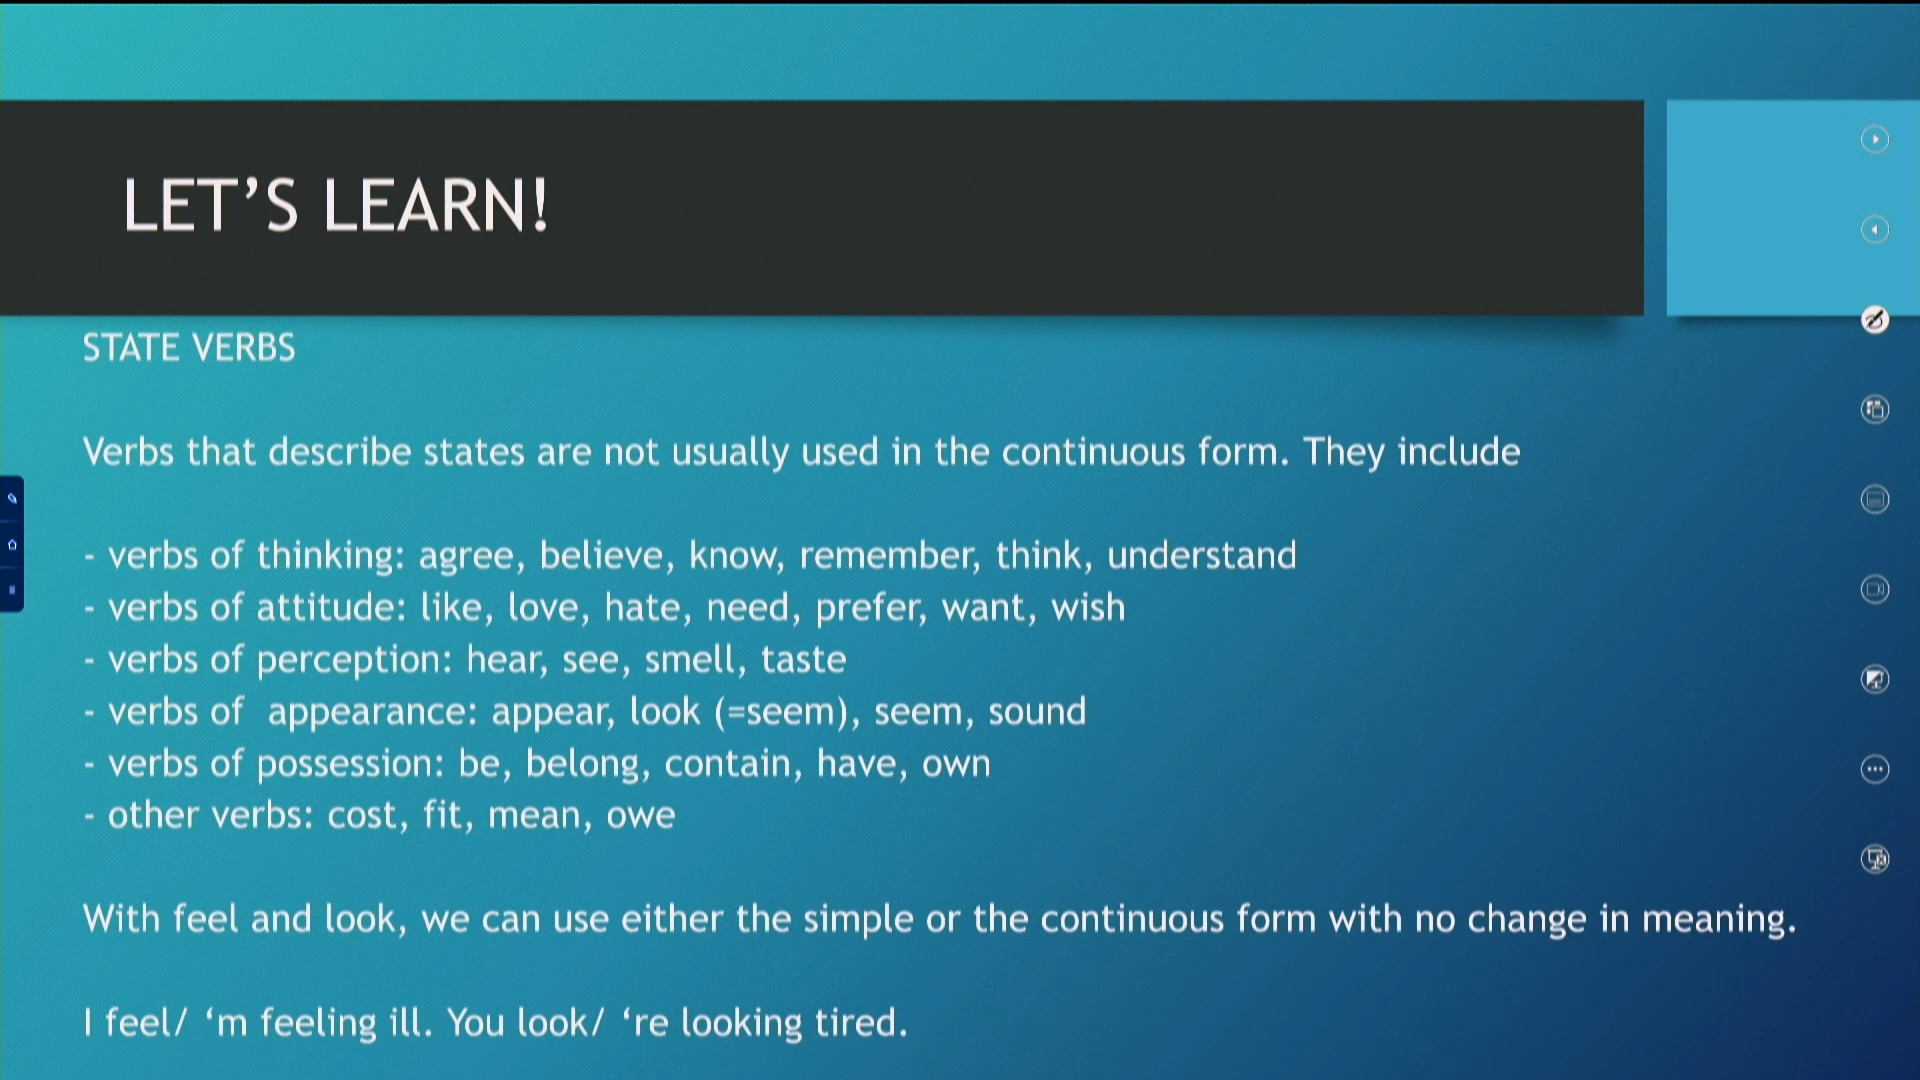 LET’S LEARN!
STATE VERBS
Verbs that describe states are not usually used in the continuous form. They include
- verbs of thinking: agree, believe, know, remember, think, understand
- verbs of attitude: like, love, hate, need, prefer, want, wish
- verbs of perception: hear, see, smell, taste
- verbs of  appearance: appear, look (=seem), seem, sound
- verbs of possession: be, belong, contain, have, own
- other verbs: cost, fit, mean, owe
With feel and look, we can use either the simple or the continuous form with no change in meaning.
I feel/ ‘m feeling ill. You look/ ‘re looking tired.